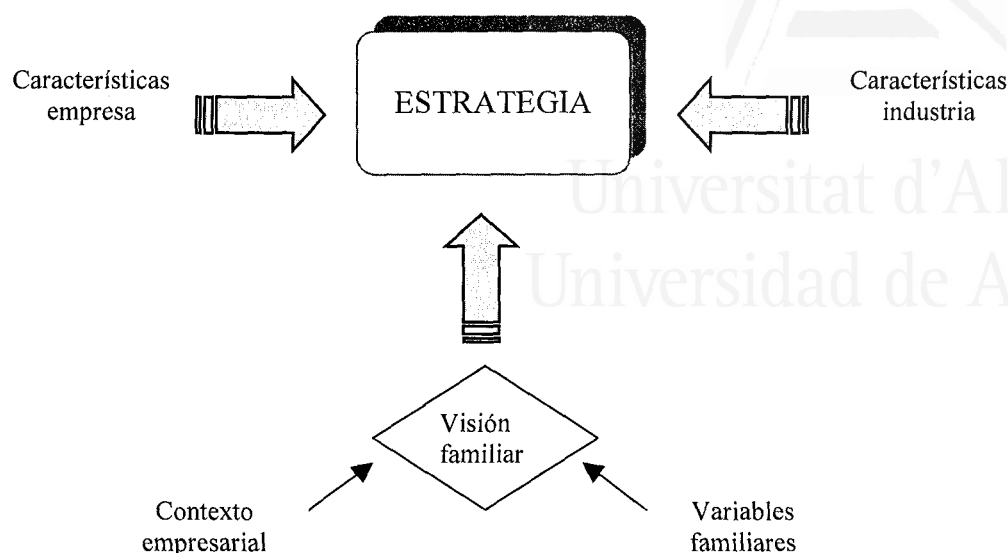 Características
empresa
ESTRATEGIA
Características
industria
Universitat d'Al
Universidad de A
Visión
familiar
Contexto
empresarial
Variables
familiares